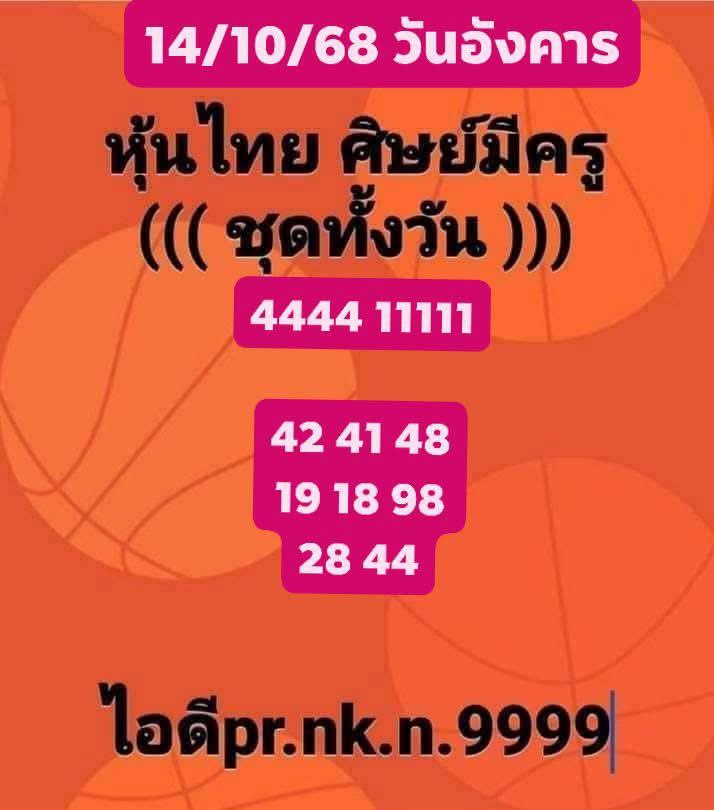 14/10/68 วันอังคาร
หุ้นไทย ศิษย์มีครู
((( ชุดทั้งวัน )))
4444 11111
42 41 48
19 18 98
28 44
ไอดีpr.nk.n.9999